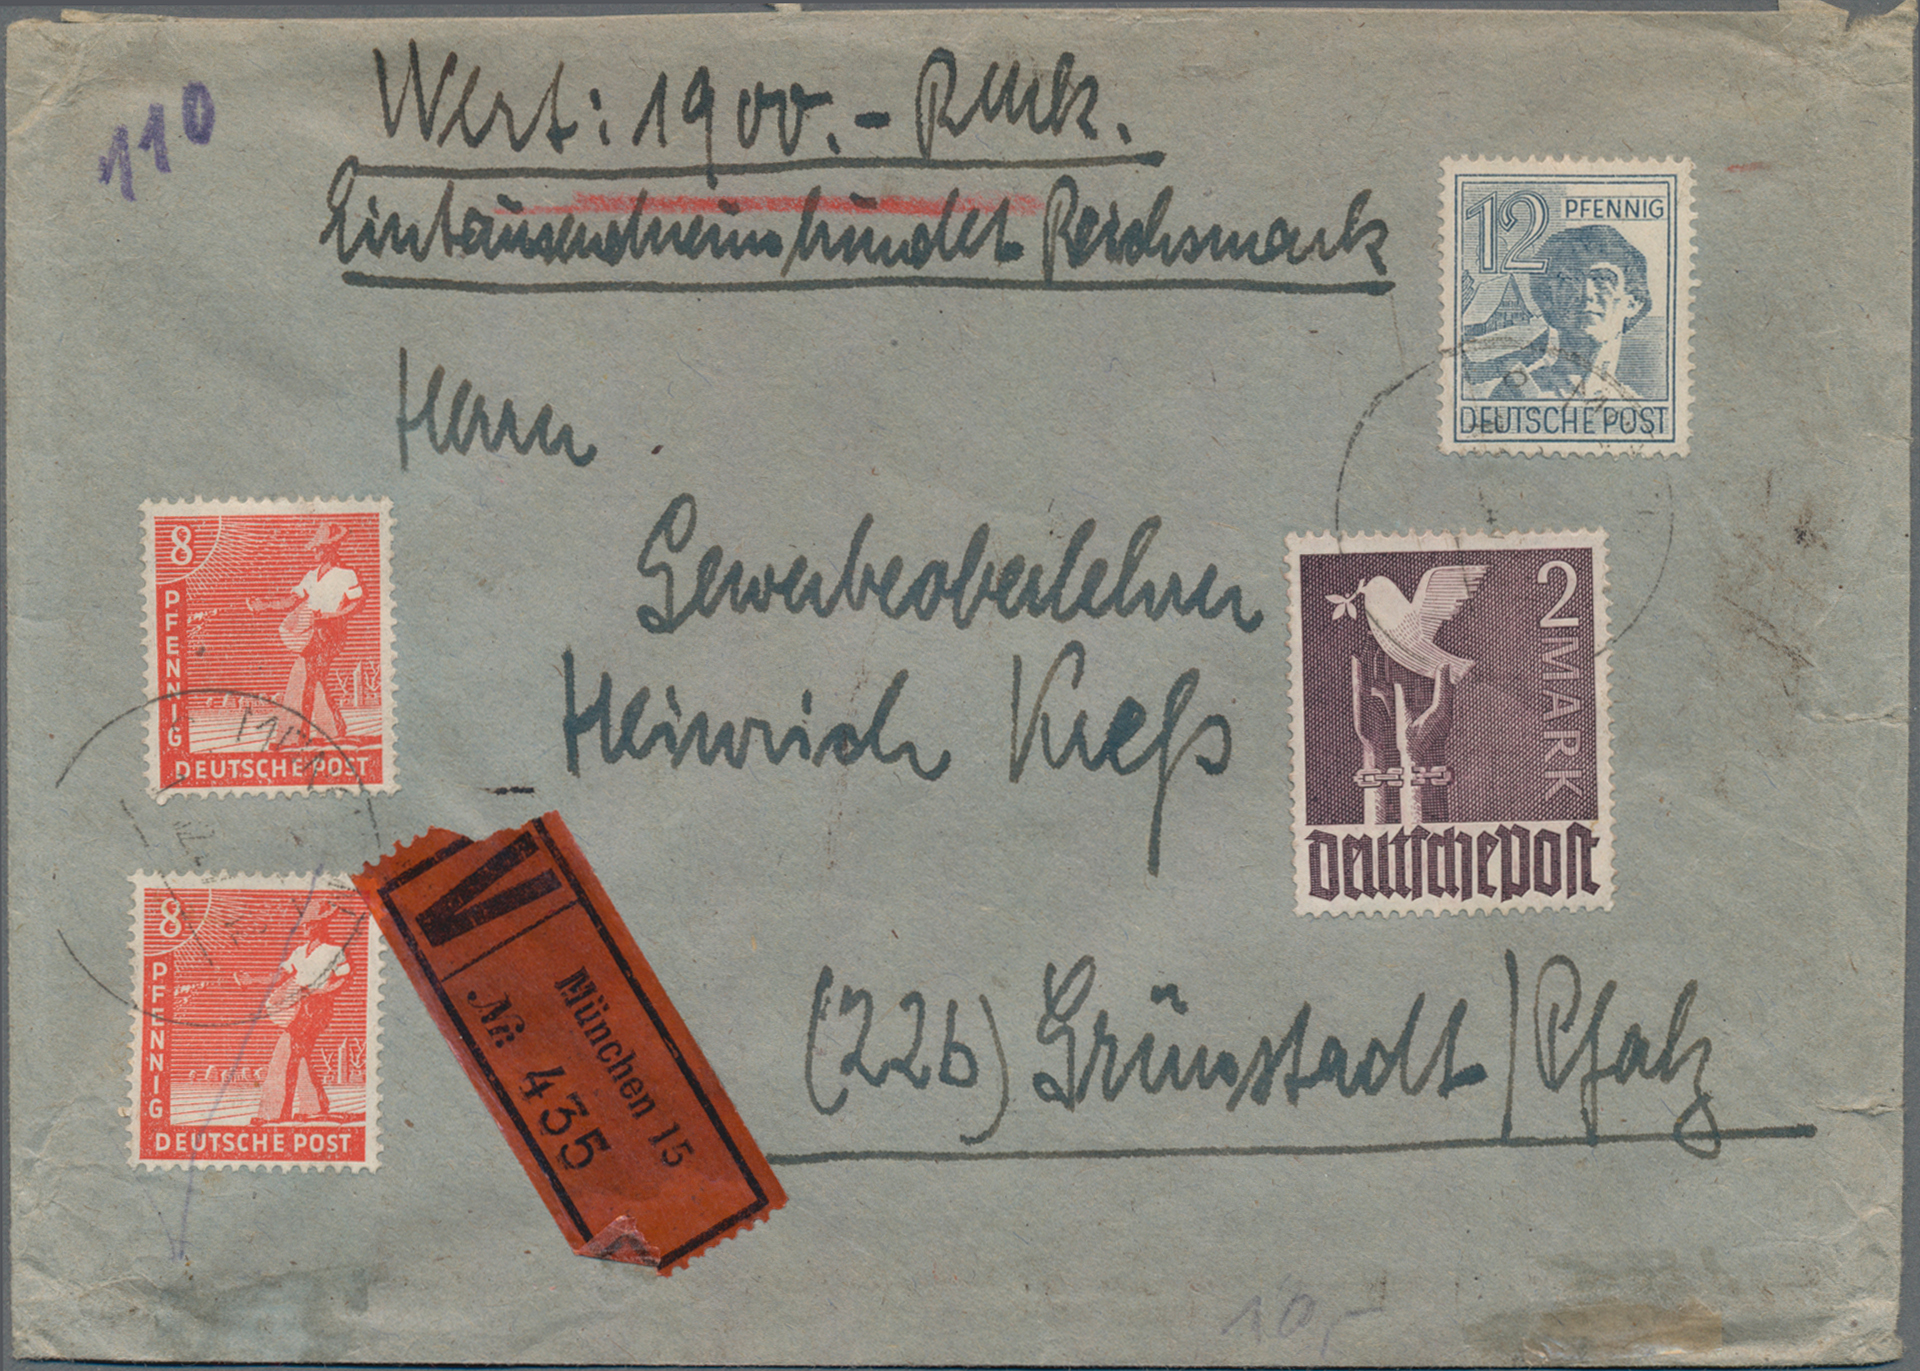 110
Wert: 1900.- RMk.
Eintausendneunhundert Reichsmark
Herrn
Gewerbeoberlehrer
Heinrich
(22b) Grünstadt/Pfalz
12 PFENNIG
DEUTSCHE POST
2 MARK
Deutsche Post
8 PFENNIG
DEUTSCHE POST
8 PFENNIG
DEUTSCHE POST
V
München 15
Nr. 435
10,-